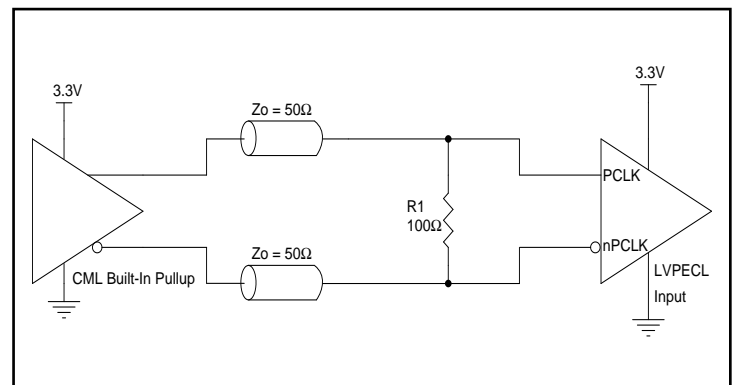 3.3V
3.3V
Zo = 50Ω
PCLK
R1
100Ω
nPCLK
Zo = 50Ω
CML Built-In Pullup
LVPECL
Input